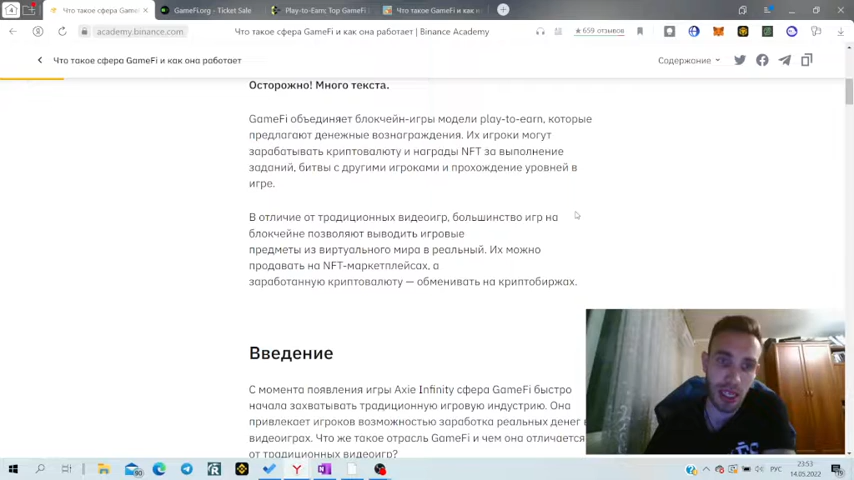 4
Что такое сфера GameF
GameFi.org - Ticket Sale
Play-to-Earn; Top GameFi
Что такое GameFi и как
academy.binance.com
Что такое сфера GameFi и как она работает | Binance Academy
★ 659 отзывов
Что такое сфера GameFi и как она работает
Содержание
Осторожно! Много текста.
GameFi объединяет блокчейн-игры модели play-to-earn, которые
предлагают денежные вознаграждения. Их игроки могут
зарабатывать криптовалюту и награды NFT за выполнение
заданий, битвы с другими игроками и прохождение уровней в
игре.
В отличие от традиционных видеоигр, большинство игр на
блокчейне позволяют выводить игровые
предметы из виртуального мира в реальный. Их можно
продавать на NFT-маркетплейсах, а
заработанную криптовалюту — обменивать на криптобиржах.
Введение
С момента появления игры Axie Infinity сфера GameFi быстро
начала захватывать традиционную игровую индустрию. Она
привлекает игроков возможностью заработка реальных денег в
видеоиграх. Что же такое отрасль GameFi и чем она отличается
от традиционных видеоигр?
90
РУС
23:53
14.05.2022